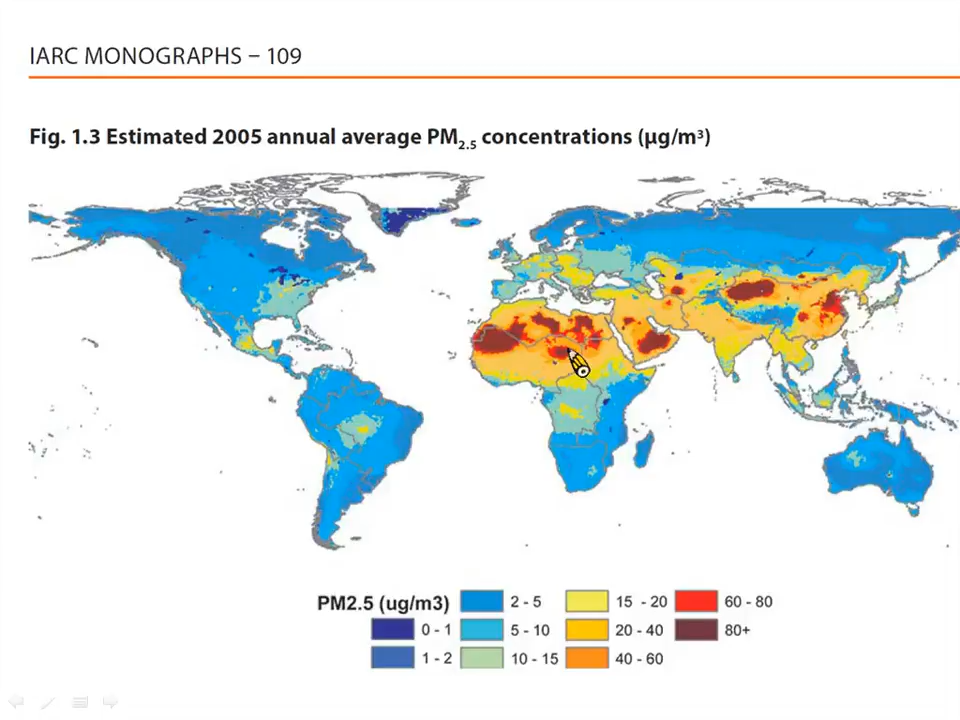 IARC MONOGRAPHS – 109
Fig. 1.3 Estimated 2005 annual average PM2.5 concentrations (µg/m³)
PM2.5 (ug/m3)
0 - 1
1 - 2
2 - 5
5 - 10
10 - 15
15 - 20
20 - 40
40 - 60
60 - 80
80+